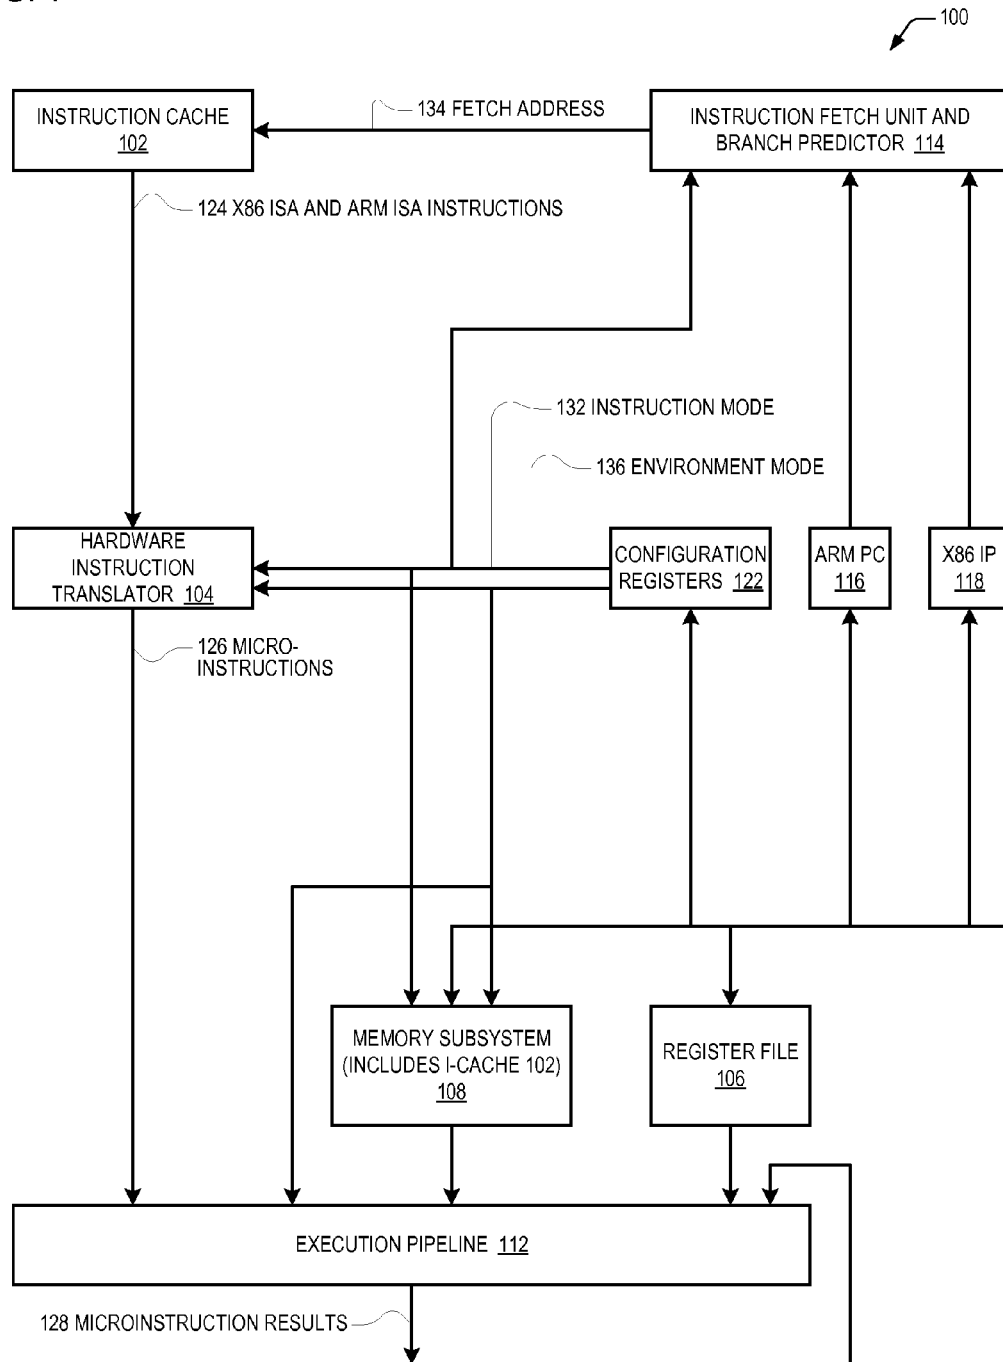 100
INSTRUCTION CACHE
102
134 FETCH ADDRESS
INSTRUCTION FETCH UNIT AND
BRANCH PREDICTOR 114
124 X86 ISA AND ARM ISA INSTRUCTIONS
132 INSTRUCTION MODE
136 ENVIRONMENT MODE
HARDWARE
INSTRUCTION
TRANSLATOR 104
CONFIGURATION
REGISTERS 122
ARM PC
116
X86 IP
118
126 MICRO-
INSTRUCTIONS
MEMORY SUBSYSTEM
(INCLUDES I-CACHE 102)
108
REGISTER FILE
106
EXECUTION PIPELINE 112
128 MICROINSTRUCTION RESULTS